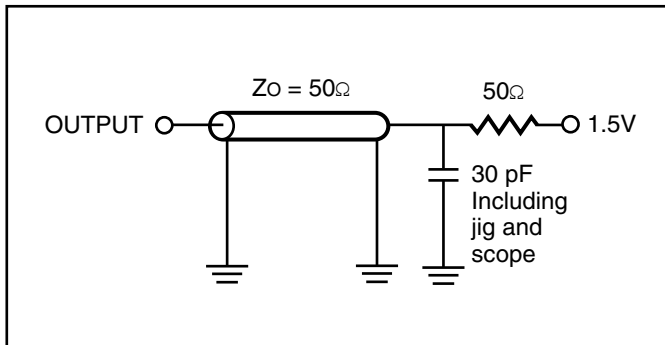 Zo = 50Ω
50Ω
OUTPUT
1.5V
30 pF
Including
jig and
scope